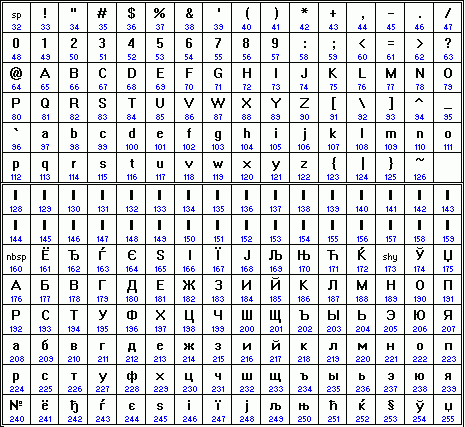 sp ! " # $ % & ' ( ) * + , - . /
32 33 34 35 36 37 38 39 40 41 42 43 44 45 46 47
0 1 2 3 4 5 6 7 8 9 : ; < = > ?
48 49 50 51 52 53 54 55 56 57 58 59 60 61 62 63
@ A B C D E F G H I J K L M N O
64 65 66 67 68 69 70 71 72 73 74 75 76 77 78 79
P Q R S T U V W X Y Z [ \ ] ^ _
80 81 82 83 84 85 86 87 88 89 90 91 92 93 94 95
` a b c d e f g h i j k l m n o
96 97 98 99 100 101 102 103 104 105 106 107 108 109 110 111
p q r s t u v w x y z { | } ~
112 113 114 115 116 117 118 119 120 121 122 123 124 125 126
I I I I I I I I I I I I I I I I
128 129 130 131 132 133 134 135 136 137 138 139 140 141 142 143
I I I I I I I I I I I I I I I I
144 145 146 147 148 149 150 151 152 153 154 155 156 157 158 159
nbsp Ё Ђ Ѓ Є Ѕ І Ї Ј Љ Њ Ћ Ќ shy Ў Џ
160 161 162 163 164 165 166 167 168 169 170 171 172 173 174 175
А Б В Г Д Е Ж З И Й К Л М Н О П
176 177 178 179 180 181 182 183 184 185 186 187 188 189 190 191
Р С Т У Ф Х Ц Ч Ш Щ Ъ Ы Ь Э Ю Я
192 193 194 195 196 197 198 199 200 201 202 203 204 205 206 207
а б в г д е ж з и й к л м н о п
208 209 210 211 212 213 214 215 216 217 218 219 220 221 222 223
р с т у ф х ц ч ш щ ъ ы ь э ю я
224 225 226 227 228 229 230 231 232 233 234 235 236 237 238 239
№ ё ђ ѓ є ѕ і ї ј љ њ ћ ќ § ў џ
240 241 242 243 244 245 246 247 248 249 250 251 252 253 254 255